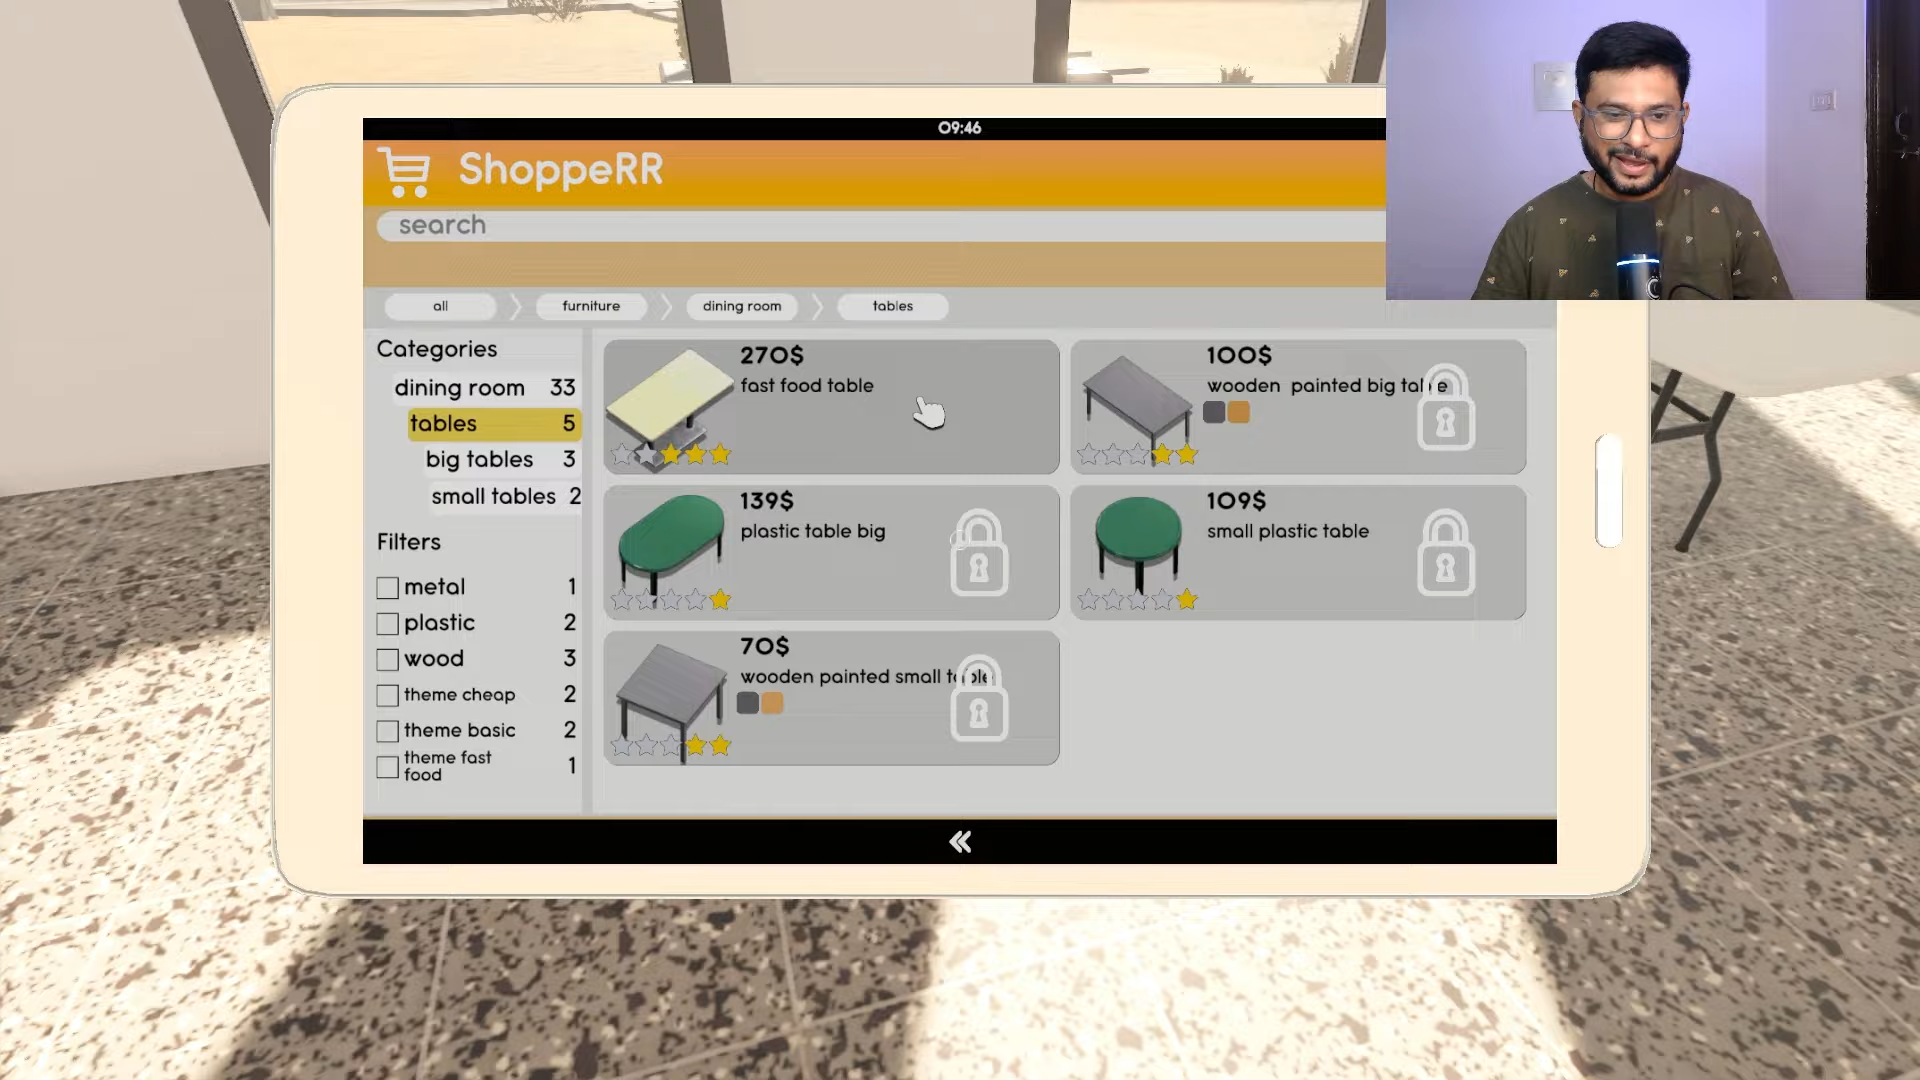 09:46
ShoppeRR
search
all
furniture
dining room
tables
Categories
dining room 33
tables 5
big tables 3
small tables 2
Filters
metal 1
plastic 2
wood 3
theme cheap 2
theme basic 2
theme fast
food 1
270$
fast food table
100$
wooden painted big table
139$
plastic table big
109$
small plastic table
70$
wooden painted small table